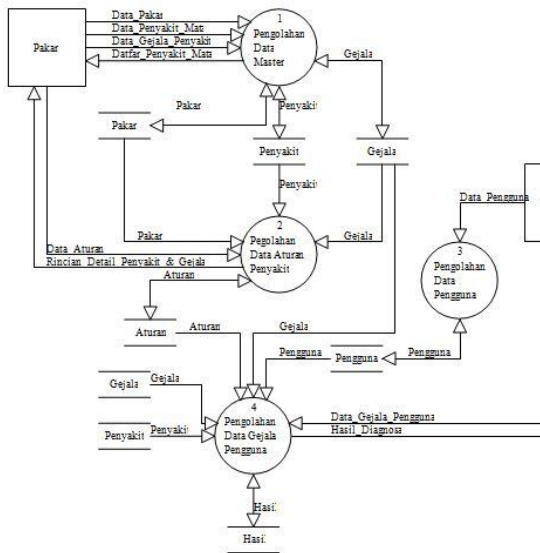 Data_Pakar
Data_Penyakit_Mata
Data_Gejala_Penyakit
Datfar_Penyakit_Mata
Pakar
1
Pengolahan
Data
Master
Gejala
Pakar
Penyakit
Pakar
Penyakit
Gejala
Penyakit
Data_Pengguna
2
Pegolahan
Data Aturan
Penyakit
Pakar
Gejala
Data_Aturan
Rincian_Detail_Penyakit_&_Gejala
3
Pengolahan
Data
Pengguna
Aturan
Aturan
Aturan
Gejala
Pengguna
Pengguna
Pengguna
Gejala
Gejala
4
Pengolahan
Data Gejala
Pengguna
Penyakit
Penyakit
Data_Gejala_Pengguna
Hasil_Diagnosa
Hasil
Hasil